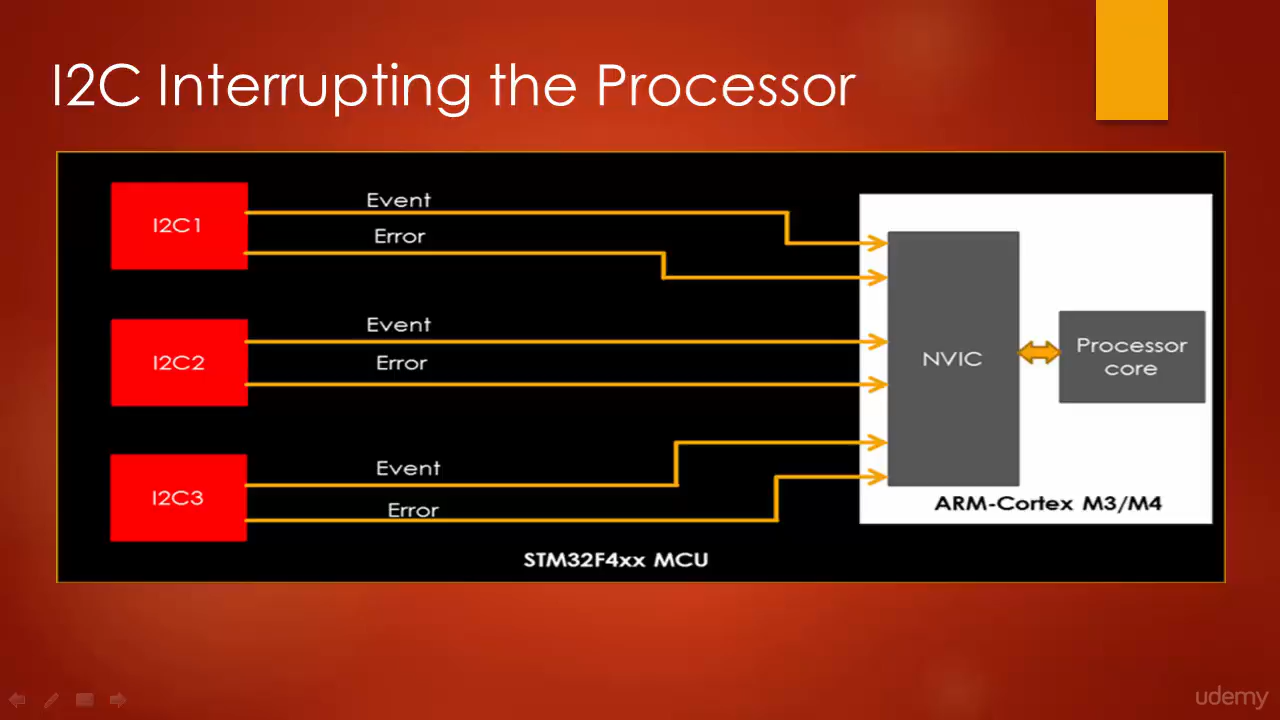 I2C Interrupting the Processor
I2C1
Event
Error
I2C2
Event
Error
I2C3
Event
Error
NVIC
Processor
core
ARM-Cortex M3/M4
STM32F4xx MCU
udemy